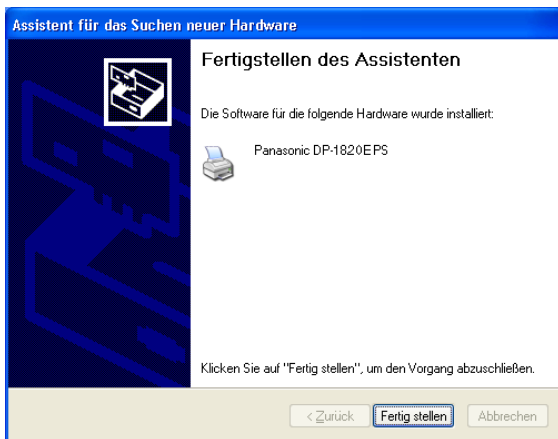 Assistent für das Suchen neuer Hardware
Fertigstellen des Assistenten
Die Software für die folgende Hardware wurde installiert:
Panasonic DP-1820E PS
Klicken Sie auf "Fertig stellen", um den Vorgang abzuschließen.
< Zurück Fertig stellen Abbrechen